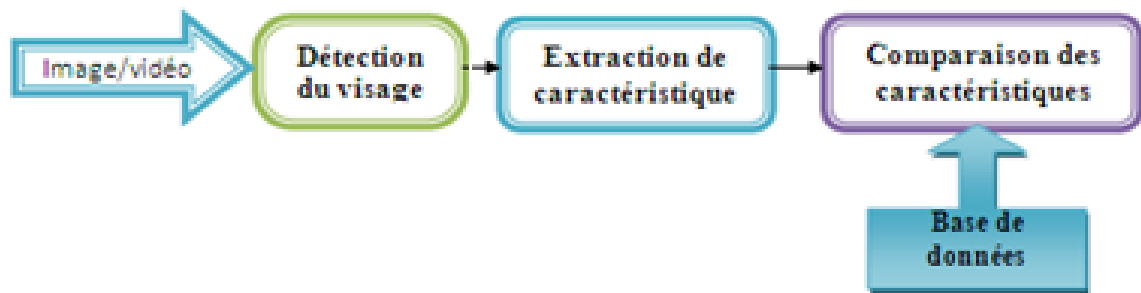 Image/vidéo
Détection
du visage
Extraction de
caractéristique
Comparaison des
caractéristiques
Base de
données